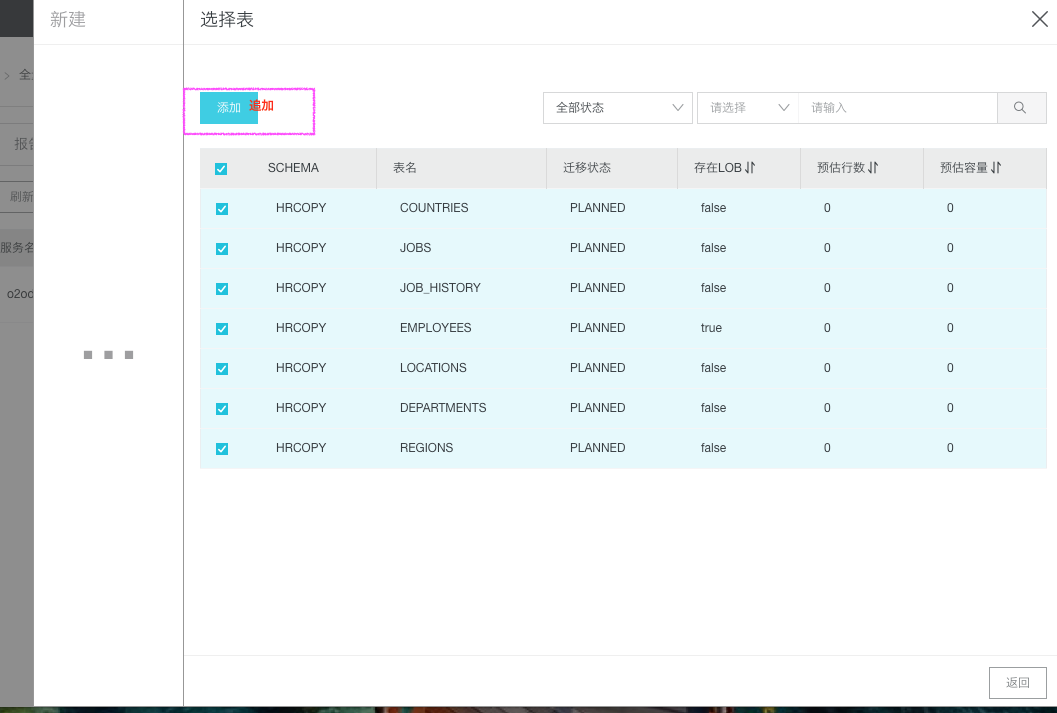 新建
选择表
全
报告
刷新
服务名
o2oo
添加 追加
全部状态 请选择 请输入
SCHEMA 表名 迁移状态 存在LOB 预估行数 预估容量
HRCOPY COUNTRIES PLANNED false 0 0
HRCOPY JOBS PLANNED false 0 0
HRCOPY JOB_HISTORY PLANNED false 0 0
HRCOPY EMPLOYEES PLANNED true 0 0
HRCOPY LOCATIONS PLANNED false 0 0
HRCOPY DEPARTMENTS PLANNED false 0 0
HRCOPY REGIONS PLANNED false 0 0
返回